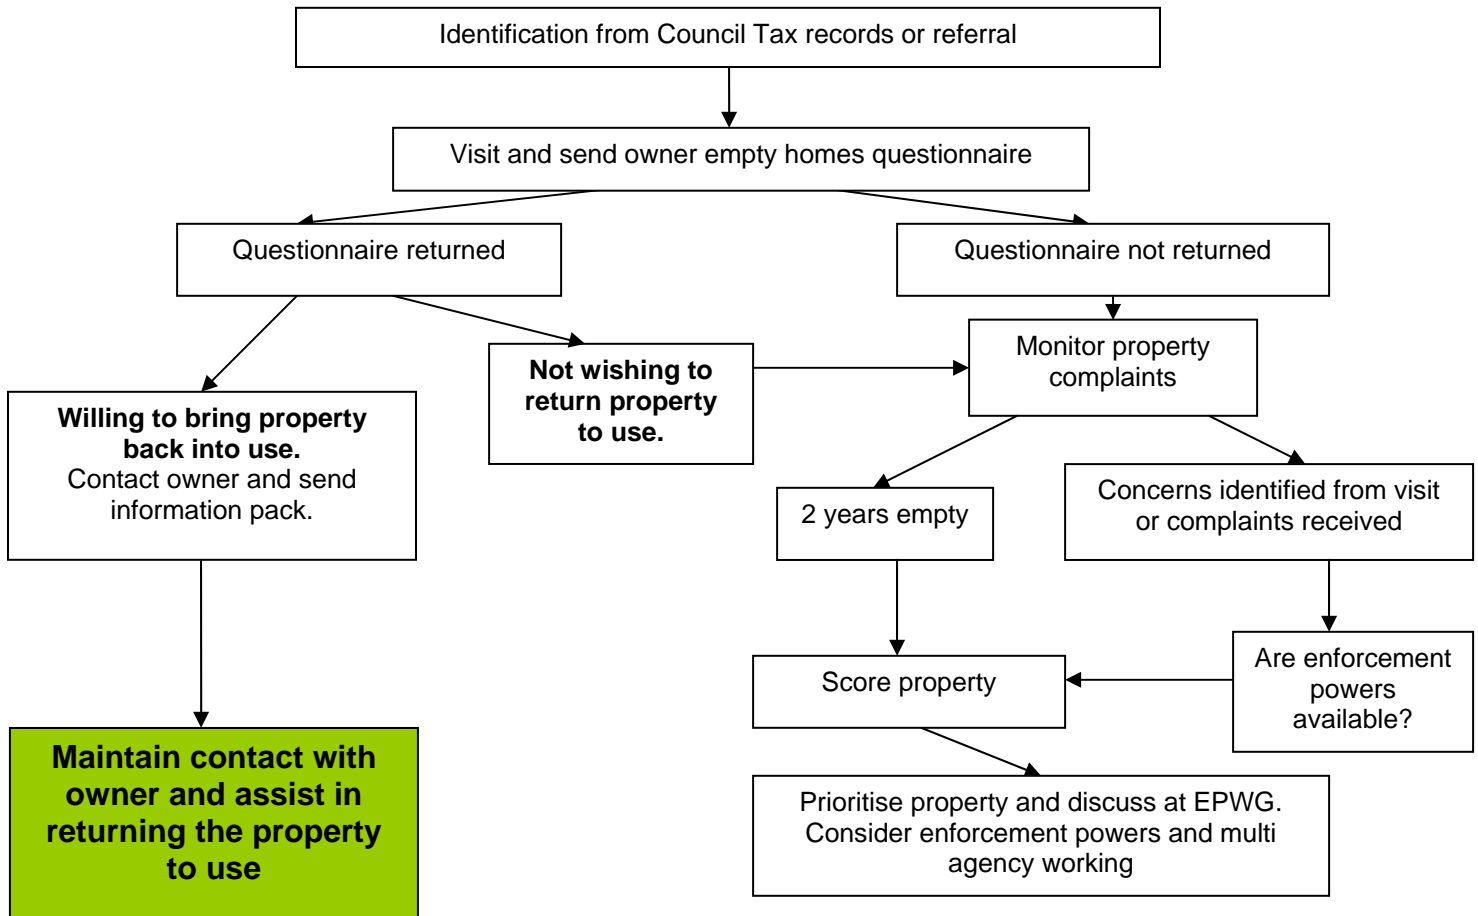 Identification from Council Tax records or referral
Visit and send owner empty homes questionnaire
Questionnaire returned
Questionnaire not returned
Not wishing to
return property
to use.
Monitor property
complaints
Willing to bring property
back into use.
Contact owner and send
information pack.
2 years empty
Concerns identified from visit
or complaints received
Score property
Are enforcement
powers
available?
Maintain contact with
owner and assist in
returning the property
to use
Prioritise property and discuss at EPWG.
Consider enforcement powers and multi
agency working